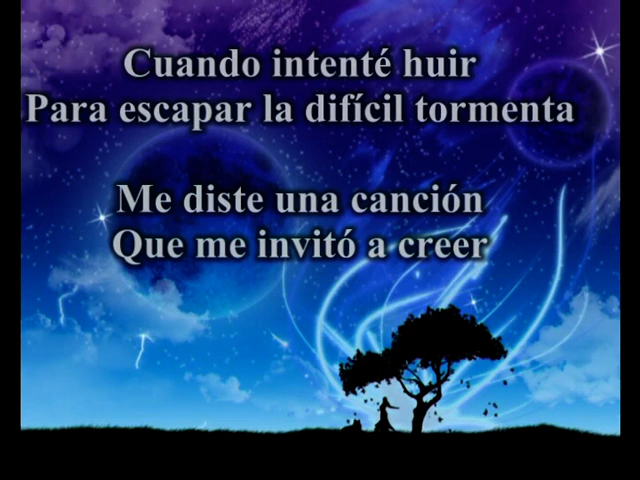 Cuando intenté huir
Para escapar la difícil tormenta
Me diste una canción
Que me invitó a creer